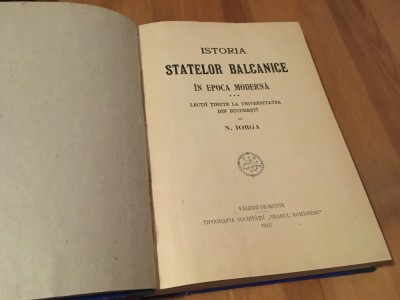 ISTORIA
STATELOR BALCANICE
ÎN EPOCA MODERNĂ
* * *
LECȚII ȚINUTE LA UNIVERSITATEA
DIN BUCUREȘTI
DE
N. IORGA
VĂLENII-DE-MUNTE
TIPOGRAFIA SOCIETĂȚII „NEAMUL ROMĂNESC"
1913